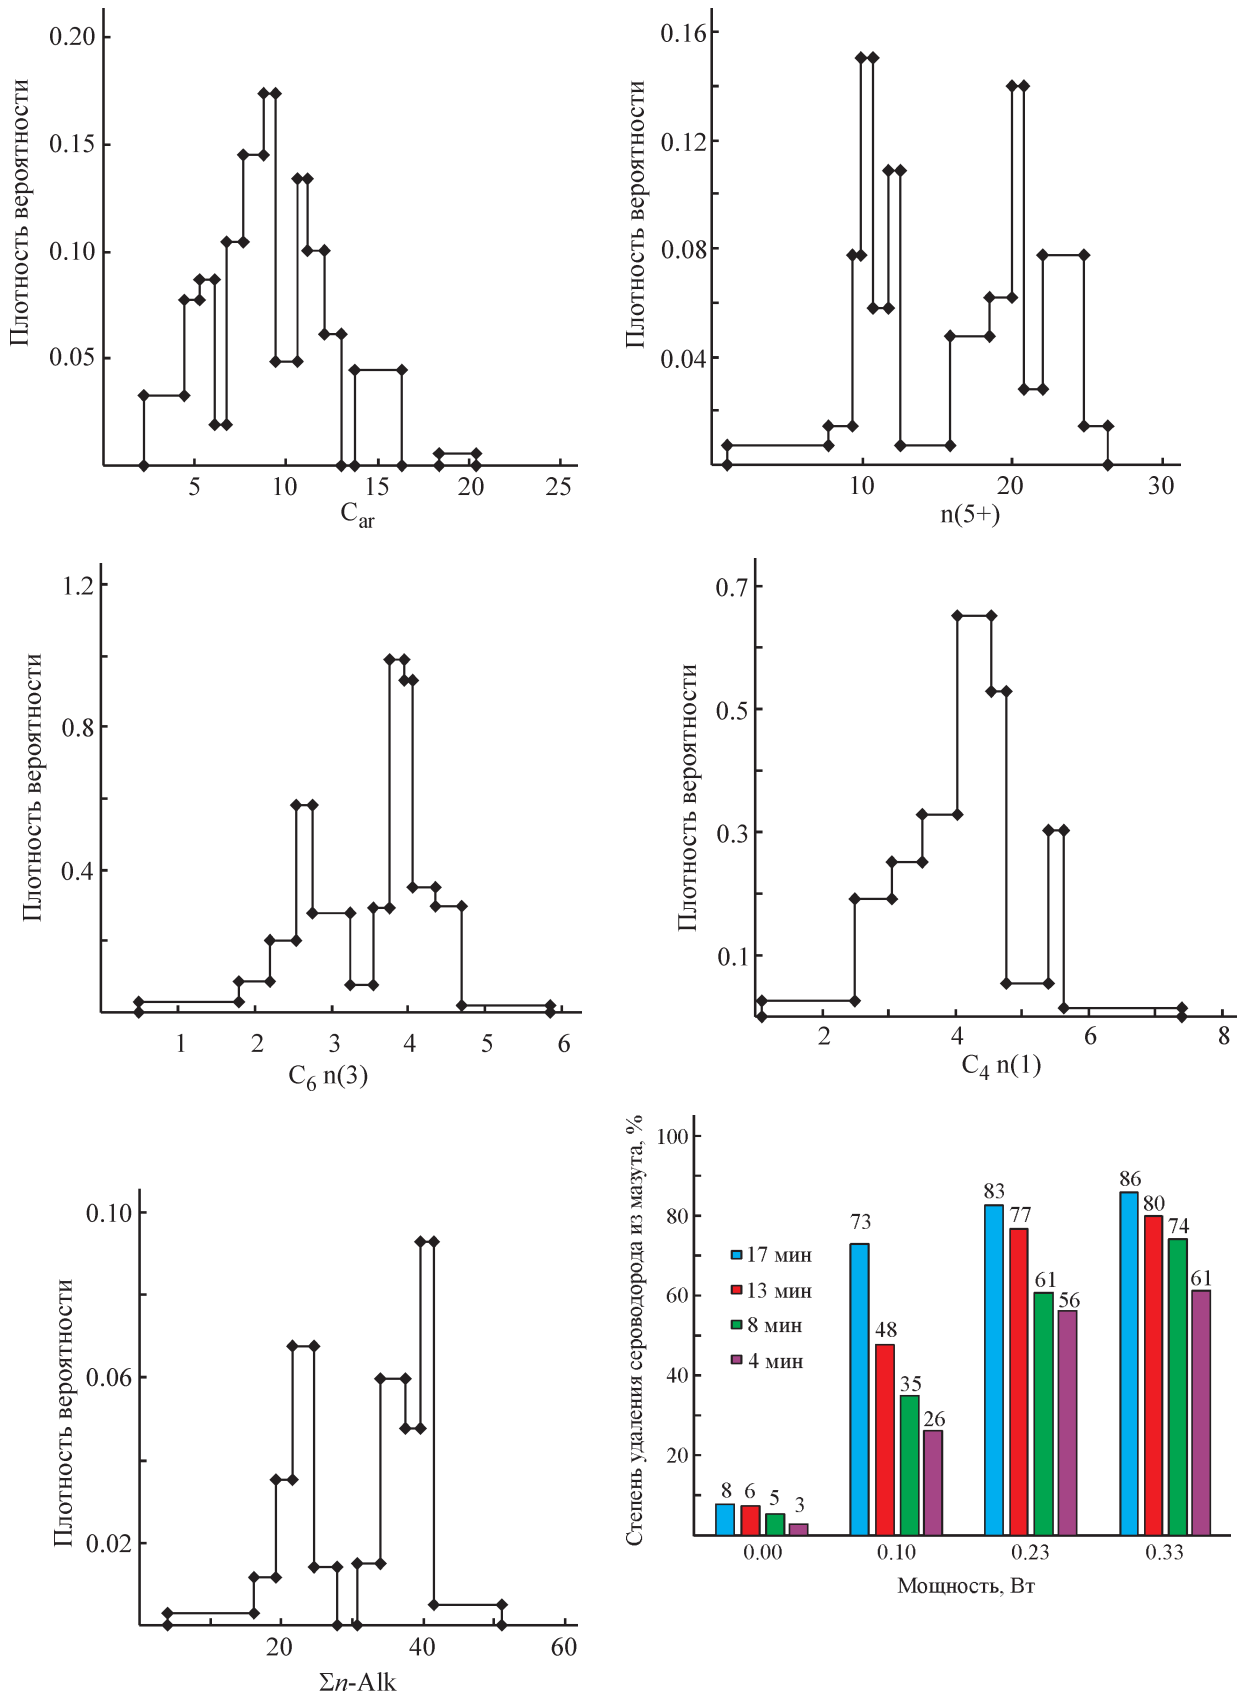 Плотность вероятности
0.20
0.15
0.10
0.05
5 10 15 20 25
C_ar
Плотность вероятности
0.16
0.12
0.08
0.04
10 20 30
n(5+)
Плотность вероятности
1.2
0.8
0.4
1 2 3 4 5 6
C₆ n(3)
Плотность вероятности
0.7
0.5
0.3
0.1
2 4 6 8
C₄ n(1)
Плотность вероятности
0.10
0.06
0.02
20 40 60
Σn-Alk
Степень удаления сероводорода из мазута, %
100
80
60
40
20
17 мин
13 мин
8 мин
4 мин
8 6 5 3
73 48 35 26
83 77 61 56
86 80 74 61
0.00 0.10 0.23 0.33
Мощность, Вт